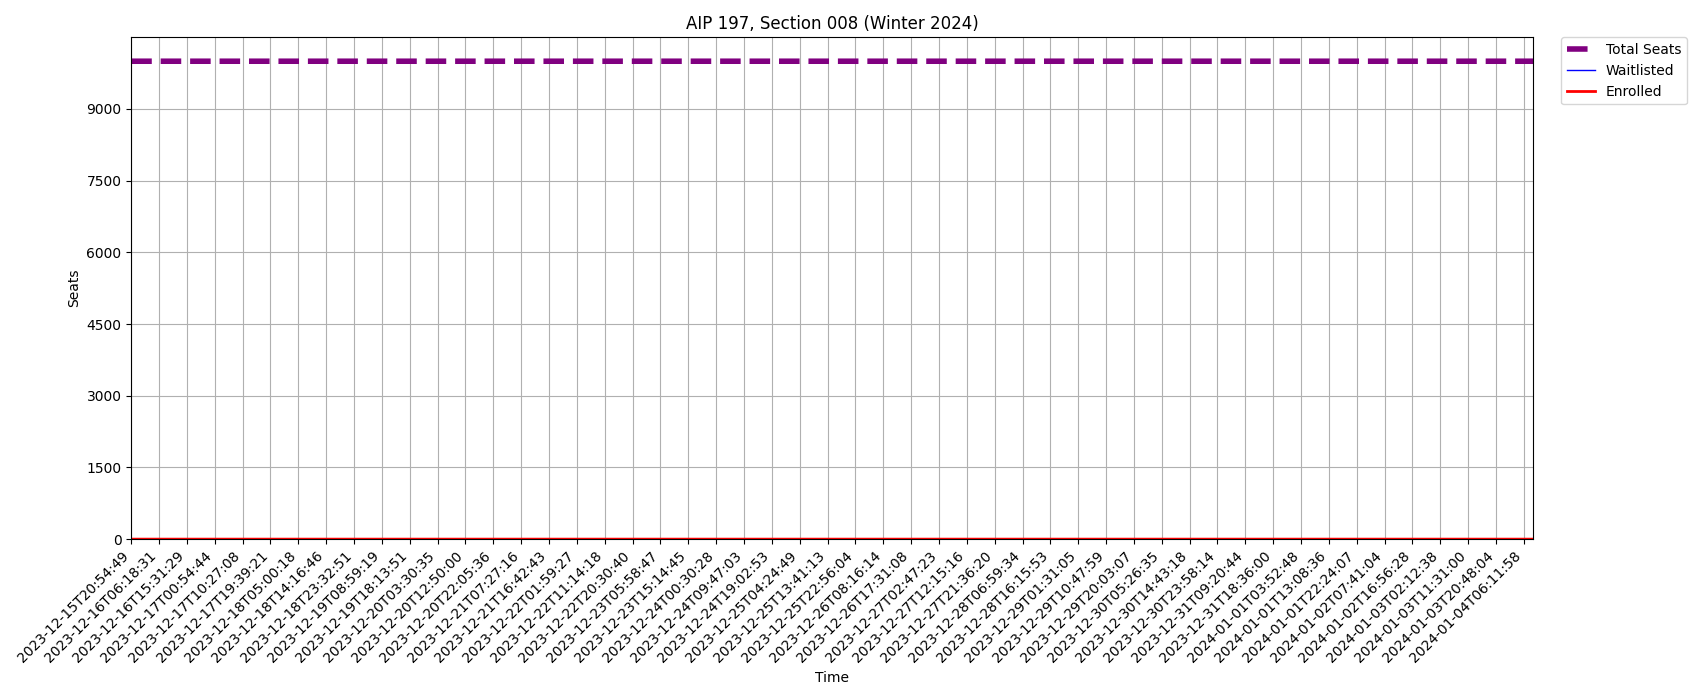 AIP 197, Section 008 (Winter 2024)
Total Seats
Waitlisted
Enrolled
9000
7500
6000
4500
3000
1500
0
Seats
2023-12-15T20:54:49
2023-12-16T06:18:31
2023-12-16T15:31:29
2023-12-17T00:54:44
2023-12-17T10:27:08
2023-12-17T19:39:21
2023-12-18T05:00:18
2023-12-18T14:16:46
2023-12-18T23:32:51
2023-12-19T08:59:19
2023-12-19T18:13:51
2023-12-20T03:30:35
2023-12-20T12:50:00
2023-12-20T22:05:36
2023-12-21T07:27:16
2023-12-21T16:42:43
2023-12-22T01:59:27
2023-12-22T11:14:18
2023-12-22T20:30:40
2023-12-23T05:58:47
2023-12-23T15:14:45
2023-12-24T00:30:28
2023-12-24T09:47:03
2023-12-24T19:02:53
2023-12-25T04:24:49
2023-12-25T13:41:13
2023-12-25T22:56:04
2023-12-26T08:16:14
2023-12-26T17:31:08
2023-12-27T02:47:23
2023-12-27T12:15:16
2023-12-27T21:36:20
2023-12-28T06:59:34
2023-12-28T16:15:53
2023-12-29T01:31:05
2023-12-29T10:47:59
2023-12-29T20:03:07
2023-12-30T05:26:35
2023-12-30T14:43:18
2023-12-30T23:58:14
2023-12-31T09:20:44
2023-12-31T18:36:00
2024-01-01T03:52:48
2024-01-01T13:08:36
2024-01-01T22:24:07
2024-01-02T07:41:04
2024-01-02T16:56:28
2024-01-03T02:12:38
2024-01-03T11:31:00
2024-01-03T20:48:04
2024-01-04T06:11:58
Time